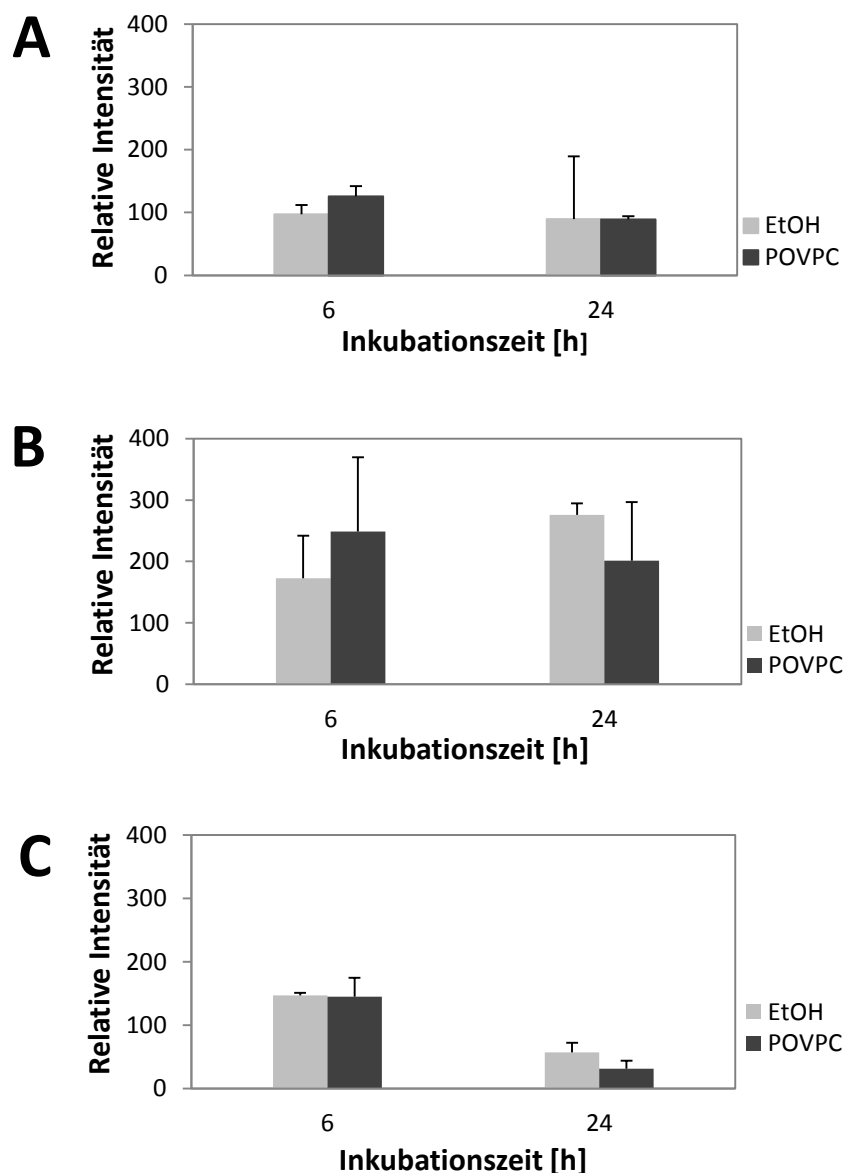 A
Relative Intensität
400
300
200
100
0
6
24
Inkubationszeit [h]
EtOH
POVPC
B
Relative Intensität
400
300
200
100
0
6
24
Inkubationszeit [h]
EtOH
POVPC
C
Relative Intensität
400
300
200
100
0
6
24
Inkubationszeit [h]
EtOH
POVPC